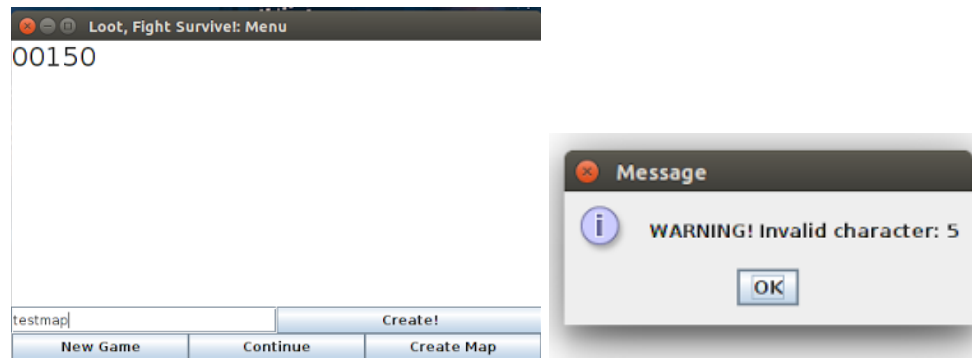 Loot, Fight Survive!: Menu
00150
testmap
Create!
New Game
Continue
Create Map
Message
i
WARNING! Invalid character: 5
OK